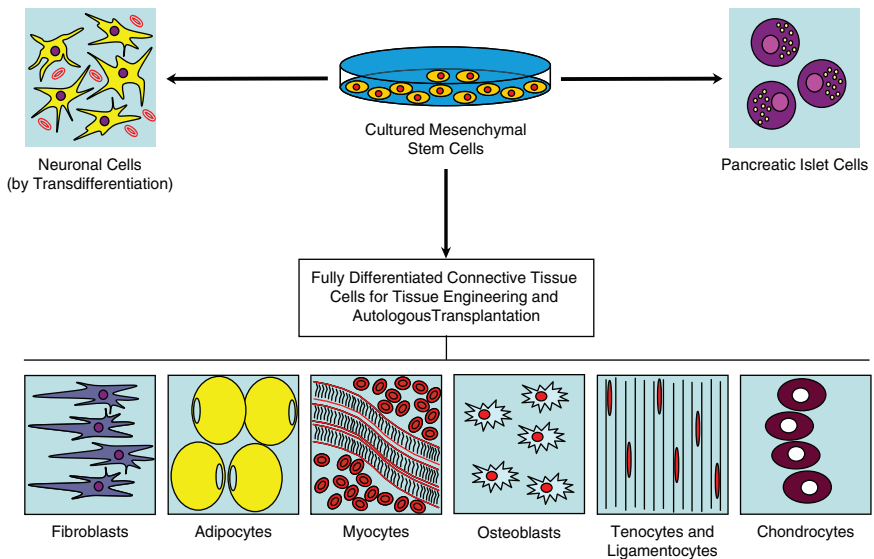 Cultured Mesenchymal
Stem Cells
Neuronal Cells
(by Transdifferentiation)
Pancreatic Islet Cells
Fully Differentiated Connective Tissue
Cells for Tissue Engineering and
AutologousTransplantation
Fibroblasts
Adipocytes
Myocytes
Osteoblasts
Tenocytes and
Ligamentocytes
Chondrocytes